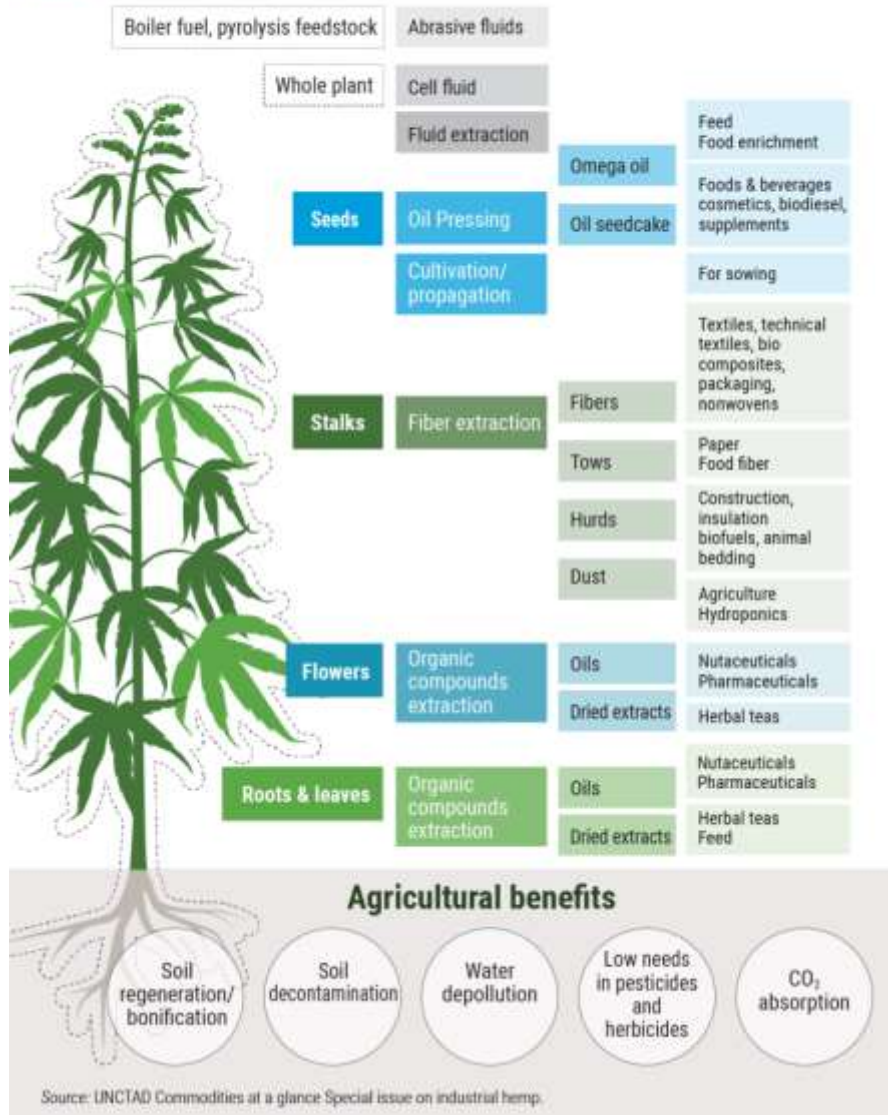 Boiler fuel, pyrolysis feedstock
Abrasive fluids
Whole plant
Cell fluid
Fluid extraction
Seeds
Oil Pressing
Cultivation/
propagation
Omega oil
Oil seedcake
Feed
Food enrichment
Foods & beverages
cosmetics, biodiesel,
supplements
For sowing
Stalks
Fiber extraction
Fibers
Tows
Hurds
Dust
Textiles, technical
textiles, bio
composites,
packaging,
nonwovens
Paper
Food fiber
Construction,
insulation
biofuels, animal
bedding
Agriculture
Hydroponics
Flowers
Organic
compounds
extraction
Oils
Dried extracts
Nutaceuticals
Pharmaceuticals
Herbal teas
Roots & leaves
Organic
compounds
extraction
Oils
Dried extracts
Nutaceuticals
Pharmaceuticals
Herbal teas
Feed
Agricultural benefits
Soil
regeneration/
bonification
Soil
decontamination
Water
depollution
Low needs
in pesticides
and
herbicides
CO₂
absorption
Source: UNCTAD Commodities at a glance Special issue on industrial hemp.